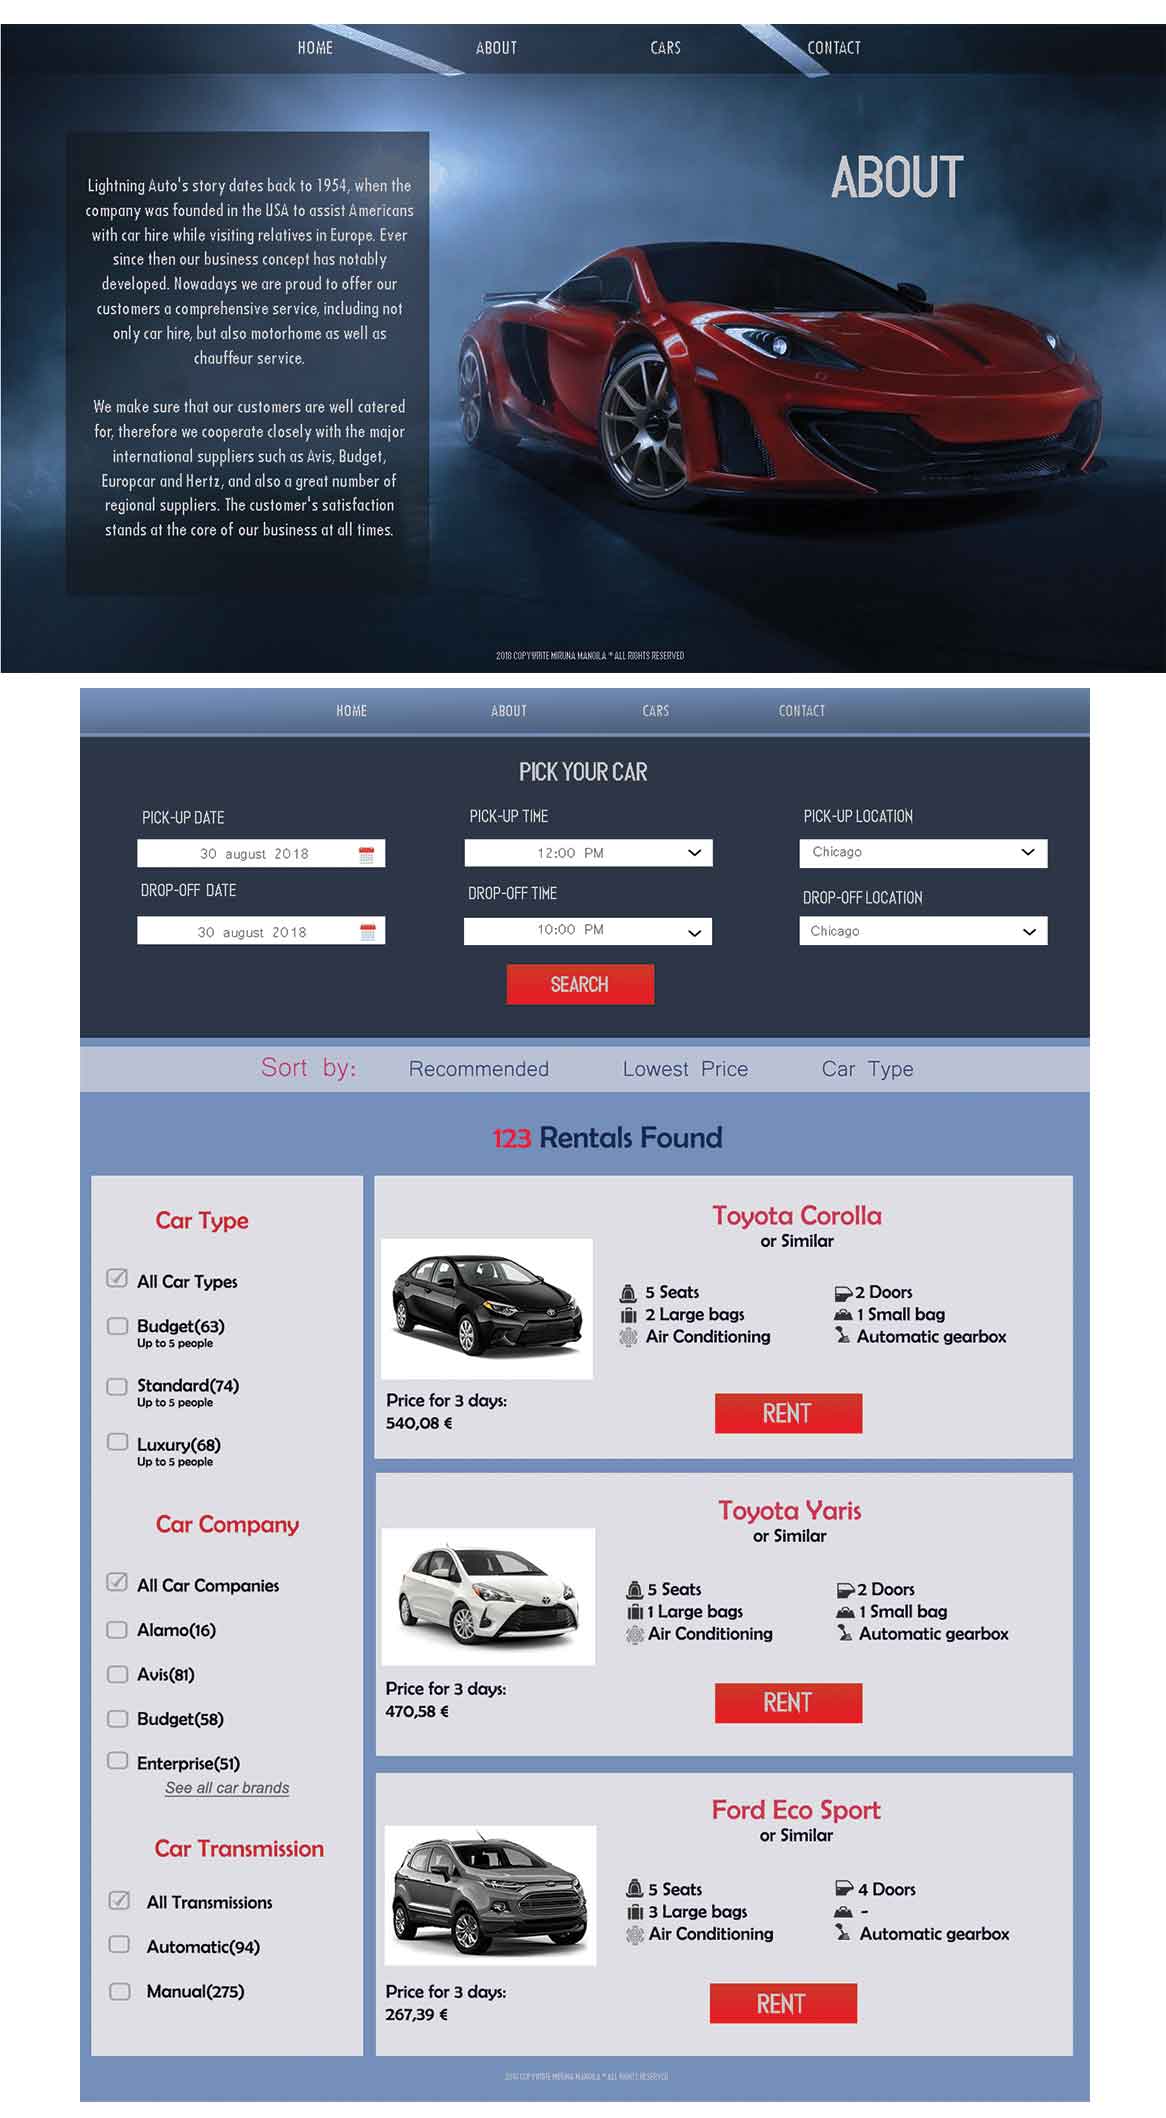 HOME ABOUT CARS CONTACT
ABOUT
Lightning Auto's story dates back to 1954, when the
company was founded in the USA to assist Americans
with car hire while visiting relatives in Europe. Ever
since then our business concept has notably
developed. Nowadays we are proud to offer our
customers a comprehensive service, including not
only car hire, but also motorhome as well as
chauffeur service.
We make sure that our customers are well catered
for, therefore we cooperate closely with the major
international suppliers such as Avis, Budget,
Europcar and Hertz, and also a great number of
regional suppliers. The customer's satisfaction
stands at the core of our business at all times.
2018 COPYWRITE MIRUNA MANOILA * ALL RIGHTS RESERVED
HOME ABOUT CARS CONTACT
PICK YOUR CAR
PICK-UP DATE PICK-UP TIME PICK-UP LOCATION
30 august 2018 12:00 PM Chicago
DROP-OFF DATE DROP-OFF TIME DROP-OFF LOCATION
30 august 2018 10:00 PM Chicago
SEARCH
Sort by: Recommended Lowest Price Car Type
123 Rentals Found
Car Type
All Car Types
Budget(63)
Up to 5 people
Standard(74)
Up to 5 people
Luxury(68)
Up to 5 people
Car Company
All Car Companies
Alamo(16)
Avis(81)
Budget(58)
Enterprise(51)
See all car brands
Car Transmission
All Transmissions
Automatic(94)
Manual(275)
Toyota Corolla
or Similar
5 Seats 2 Doors
2 Large bags 1 Small bag
Air Conditioning Automatic gearbox
Price for 3 days:
540,08 €
RENT
Toyota Yaris
or Similar
5 Seats 2 Doors
1 Large bags 1 Small bag
Air Conditioning Automatic gearbox
Price for 3 days:
470,58 €
RENT
Ford Eco Sport
or Similar
5 Seats 4 Doors
3 Large bags -
Air Conditioning Automatic gearbox
Price for 3 days:
267,39 €
RENT
2018 COPYWRITE MIRUNA MANOILA * ALL RIGHTS RESERVED